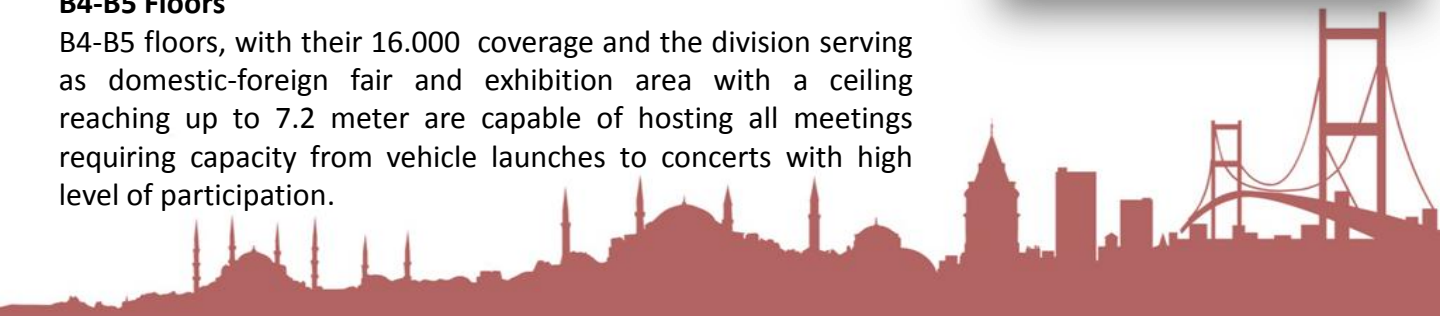 B4-B5 Floors
B4-B5 floors, with their 16.000 coverage and the division serving
as domestic-foreign fair and exhibition area with a ceiling
reaching up to 7.2 meter are capable of hosting all meetings
requiring capacity from vehicle launches to concerts with high
level of participation.